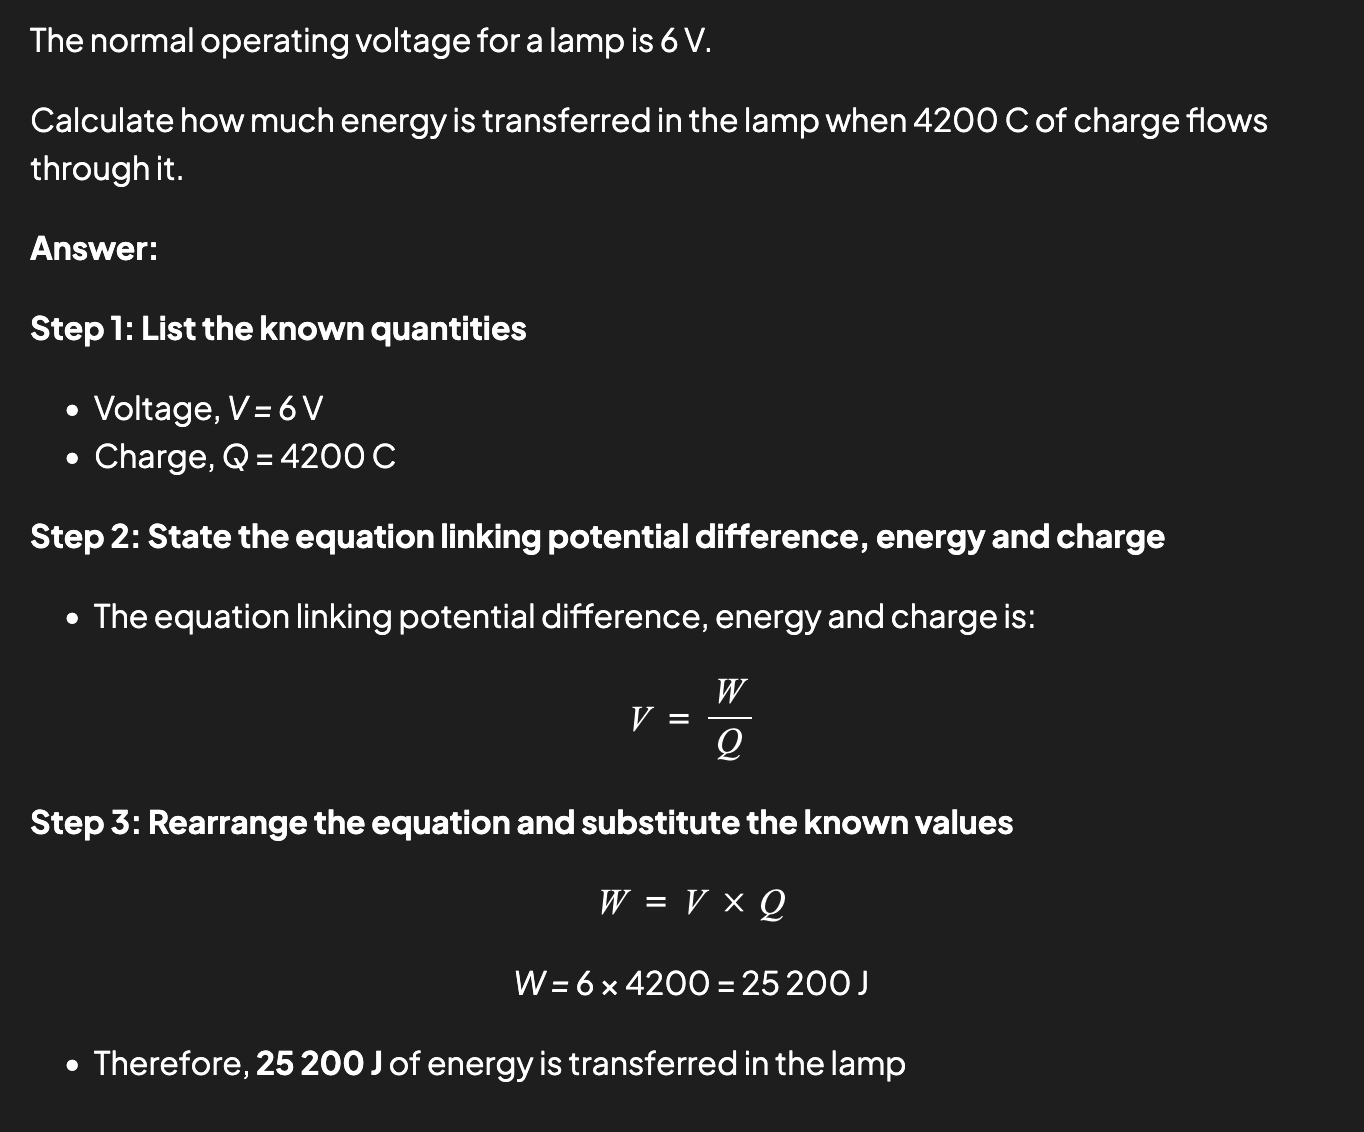 The normal operating voltage for a lamp is 6 V.
Calculate how much energy is transferred in the lamp when 4200 C of charge flows
through it.
Answer:
Step 1: List the known quantities
• Voltage, V = 6 V
• Charge, Q = 4200 C
Step 2: State the equation linking potential difference, energy and charge
• The equation linking potential difference, energy and charge is:
V = W/Q
Step 3: Rearrange the equation and substitute the known values
W = V × Q
W = 6 × 4200 = 25 200 J
• Therefore, 25 200 J of energy is transferred in the lamp